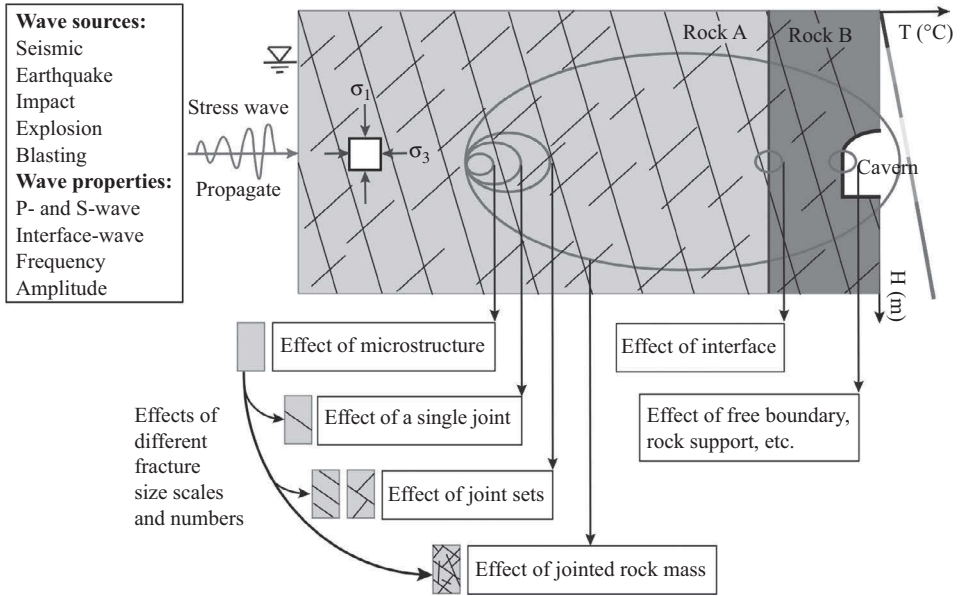 Wave sources:
Seismic
Earthquake
Impact
Explosion
Blasting
Wave properties:
P- and S-wave
Interface-wave
Frequency
Amplitude
Stress wave
Propagate
σ1
σ3
Rock A
Rock B
T (°C)
Cavern
H (m)
Effect of microstructure
Effect of a single joint
Effect of joint sets
Effect of jointed rock mass
Effect of interface
Effect of free boundary,
rock support, etc.
Effects of
different
fracture
size scales
and numbers